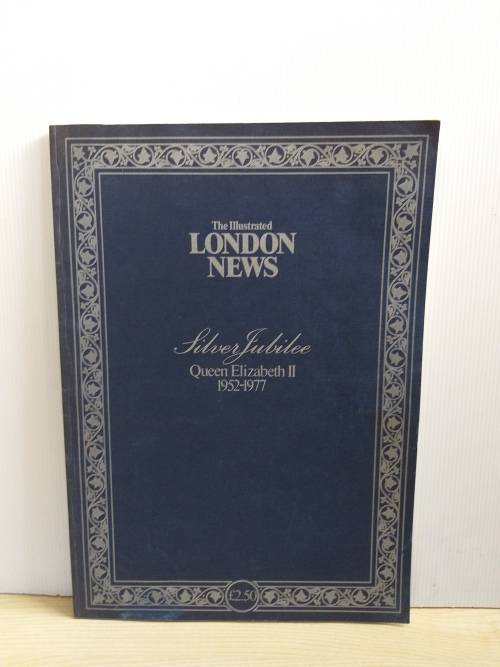 The Illustrated
LONDON
NEWS
Silver Jubilee
Queen Elizabeth II
1952-1977
£2.50